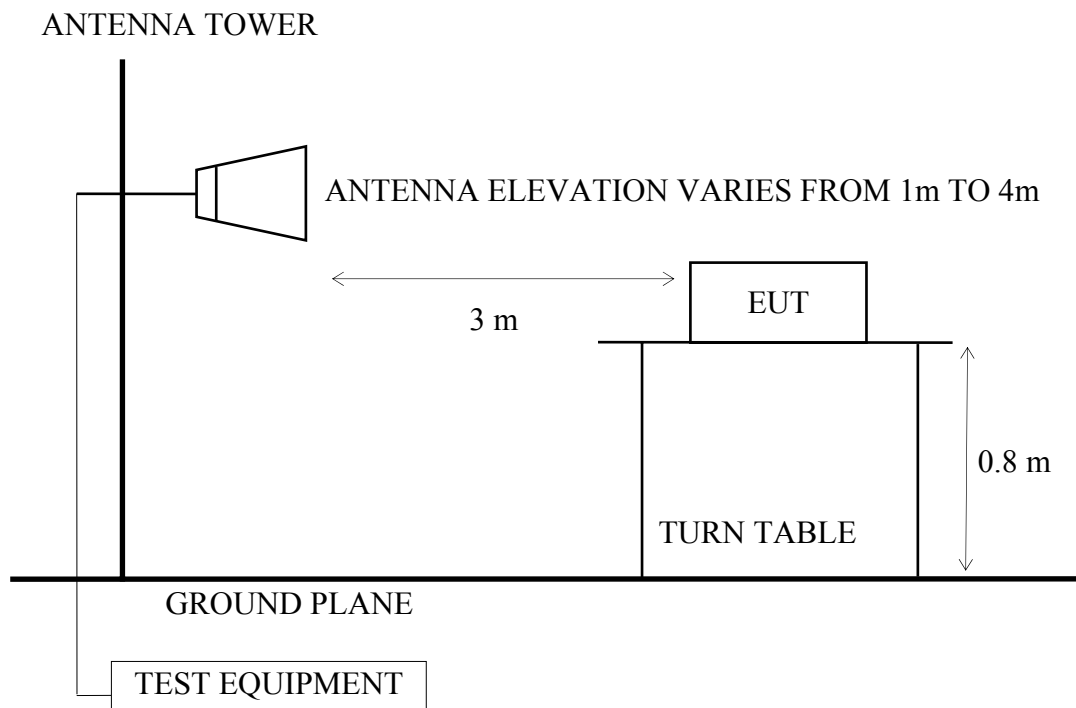 ANTENNA TOWER
ANTENNA ELEVATION VARIES FROM 1m TO 4m
EUT
3 m
0.8 m
TURN TABLE
GROUND PLANE
TEST EQUIPMENT